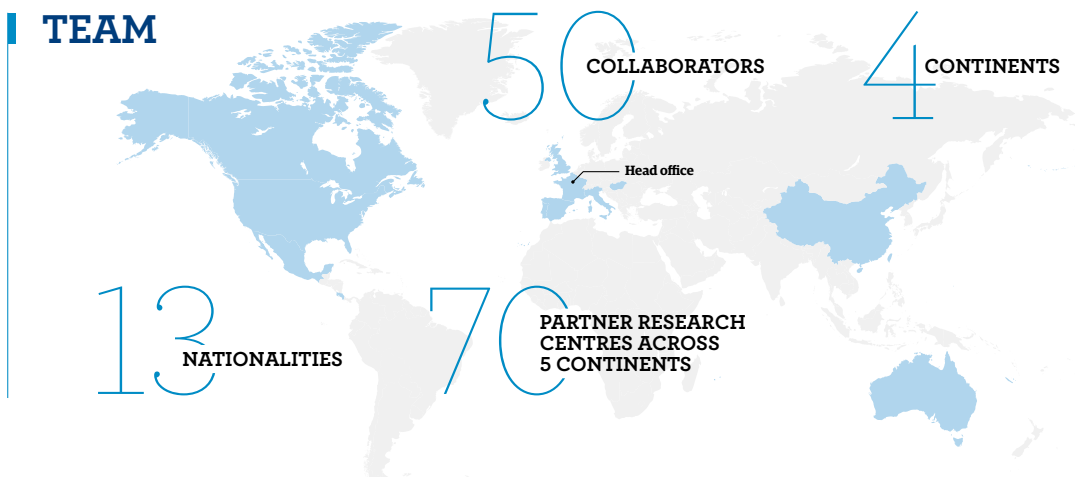 TEAM
50
COLLABORATORS
4
CONTINENTS
Head office
13
NATIONALITIES
70
PARTNER RESEARCH
CENTRES ACROSS
5 CONTINENTS